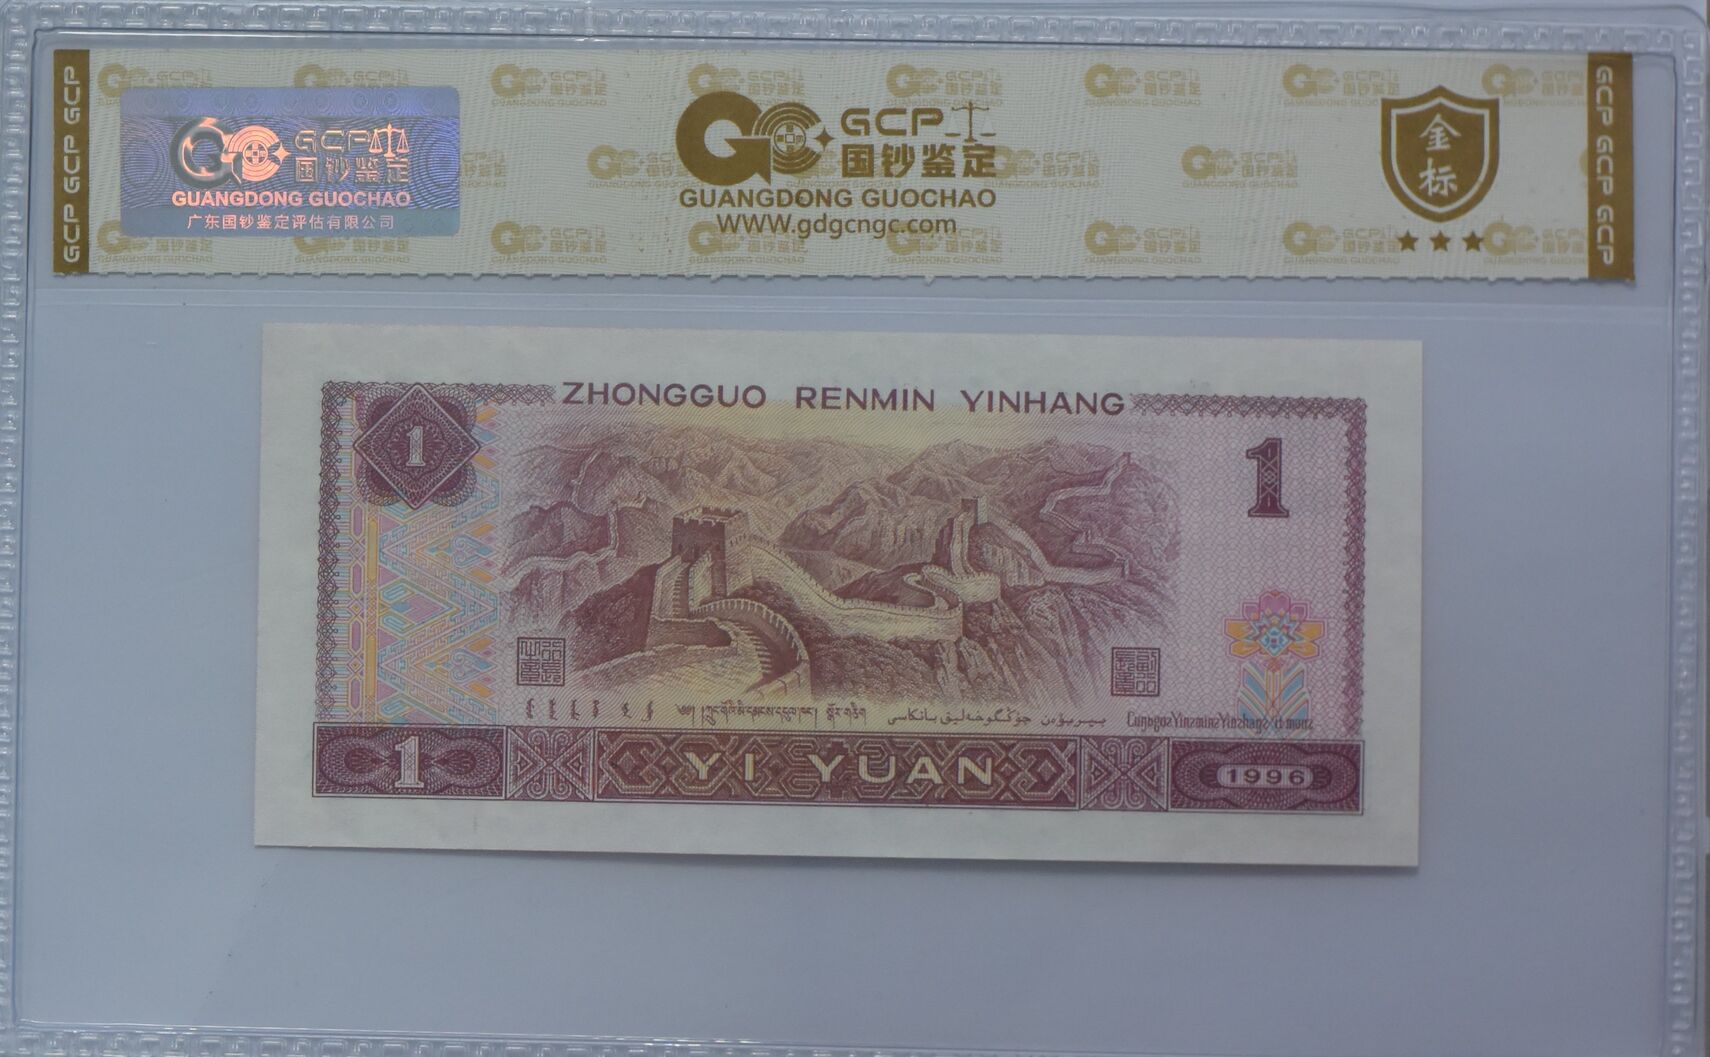 GCP GCP GCP
GCP 国钞鉴定
GUANGDONG GUOCHAO
广东国钞鉴定评估有限公司
GCP
国钞鉴定
GUANGDONG GUOCHAO
WWW.gdgcngc.com
金标
GCP GCP GCP
ZHONGGUO RENMIN YINHANG
1
1
1
YI YUAN
1996